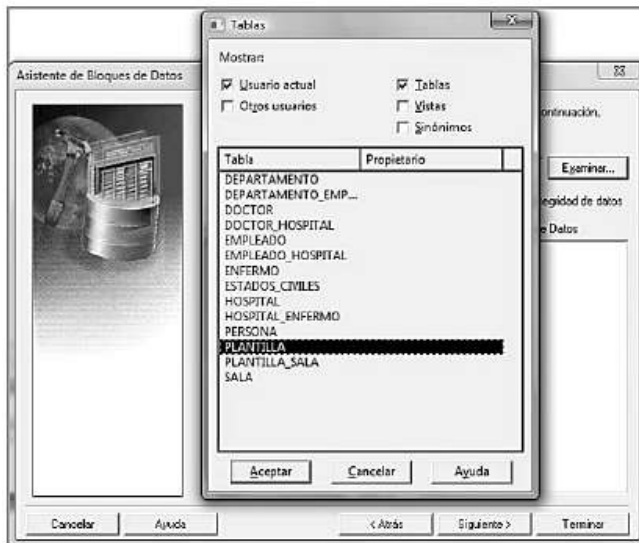 Tablas
Mostrar:
Usuario actual
Tablas
Otros usuarios
Vistas
Sinónimos
Tabla
Propietario
DEPARTAMENTO
DEPARTAMENTO_EMP...
DOCTOR
DOCTOR_HOSPITAL
EMPLEADO
EMPLEADO_HOSPITAL
ENFERMO
ESTADOS_CIVILES
HOSPITAL
HOSPITAL_ENFERMO
PERSONA
PLANTILLA
PLANTILLA_SALA
SALA
Aceptar
Cancelar
Ayuda
Asistente de Bloques de Datos
ontinuación,
Examinar...
egridad de datos
e Datos
Cancelar
Ayuda
< Atrás
Siguiente >
Terminar